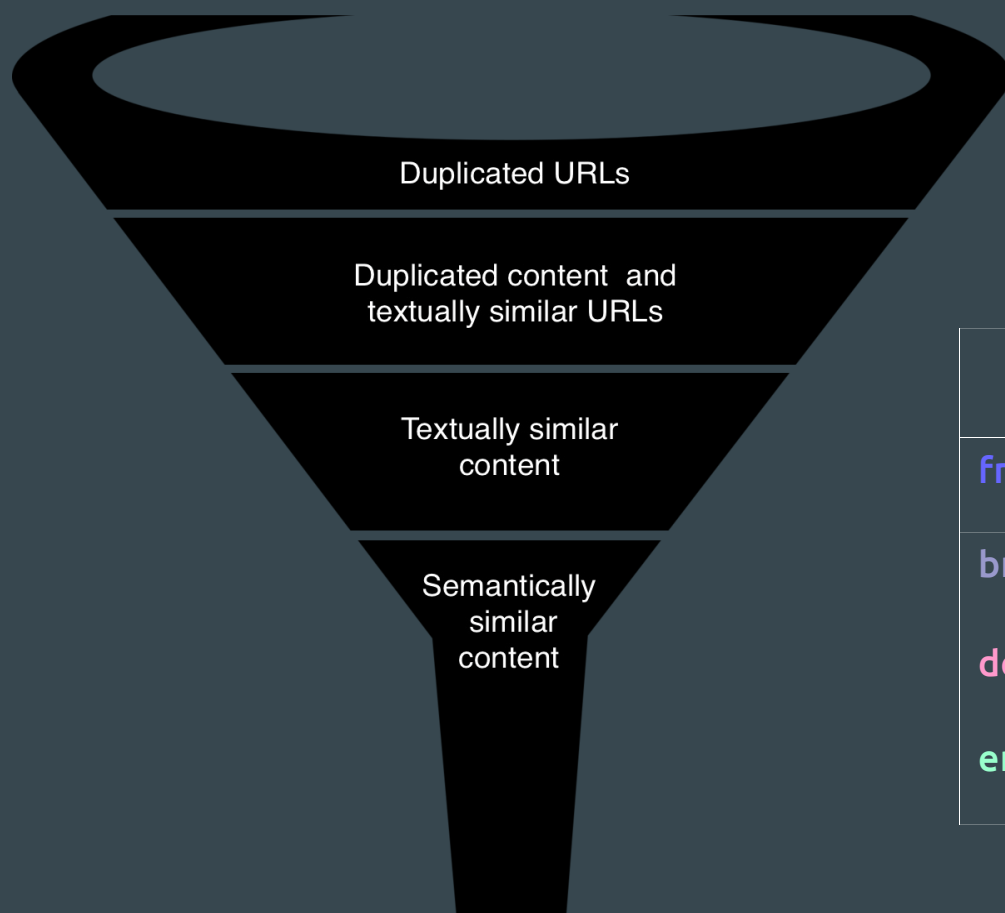 Duplicated URLs
Duplicated content  and
textually similar URLs
Textually similar
content
Semantically
similar
content